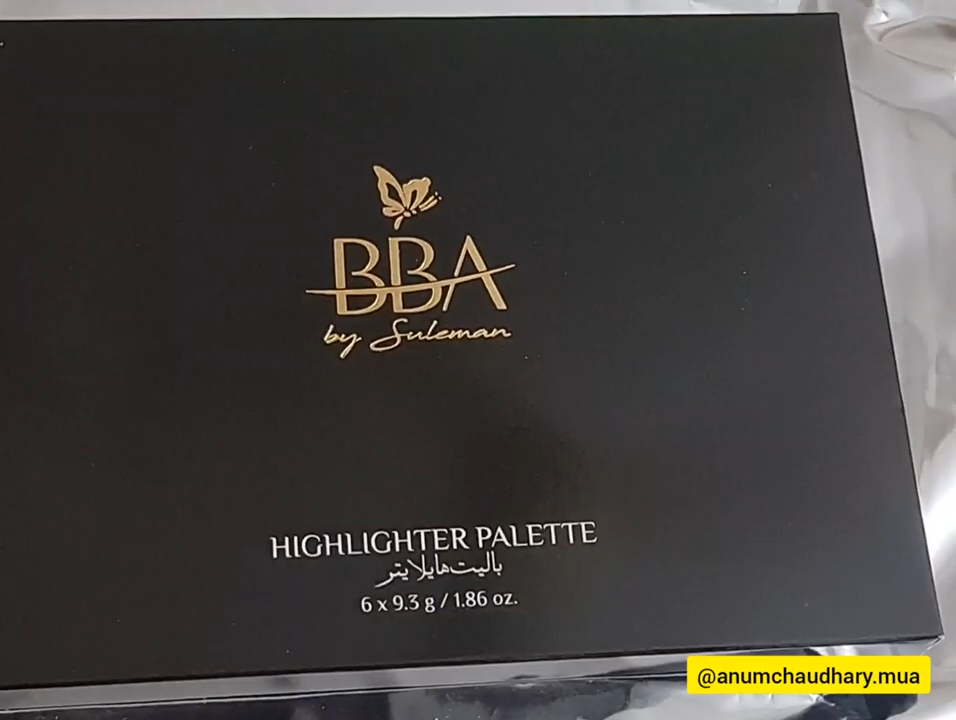 BBA
by Suleman
HIGHLIGHTER PALETTE
باليت هايلايتر
6 x 9.3 g / 1.86 oz.
@anumchaudhary.mua